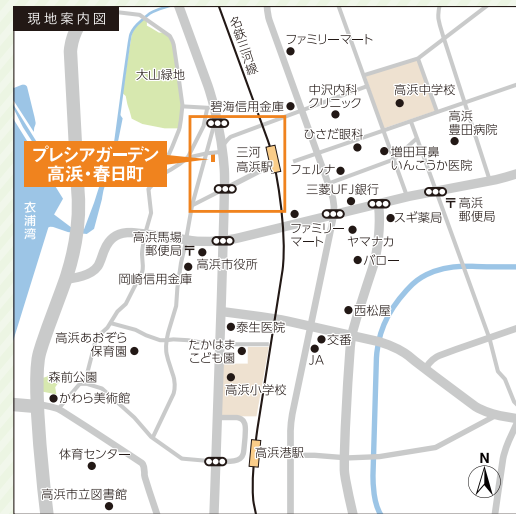 現地案内図
名鉄三河線
ファミリーマート
大山緑地
中沢内科
クリニック
高浜中学校
碧海信用金庫
高浜
豊田病院
ひさだ眼科
増田耳鼻
いんこうか医院
プレシアガーデン
高浜・春日町
三河
高浜駅
フェルナ
三菱UFJ銀行
〒高浜
郵便局
衣浦湾
スギ薬局
ファミリー
マート
ヤマナカ
高浜馬場
郵便局〒
高浜市役所
バロー
岡崎信用金庫
西松屋
泰生医院
高浜あおぞら
保育園
たかはま
こども園
交番
JA
森前公園
かわら美術館
高浜小学校
体育センター
高浜港駅
N
高浜市立図書館